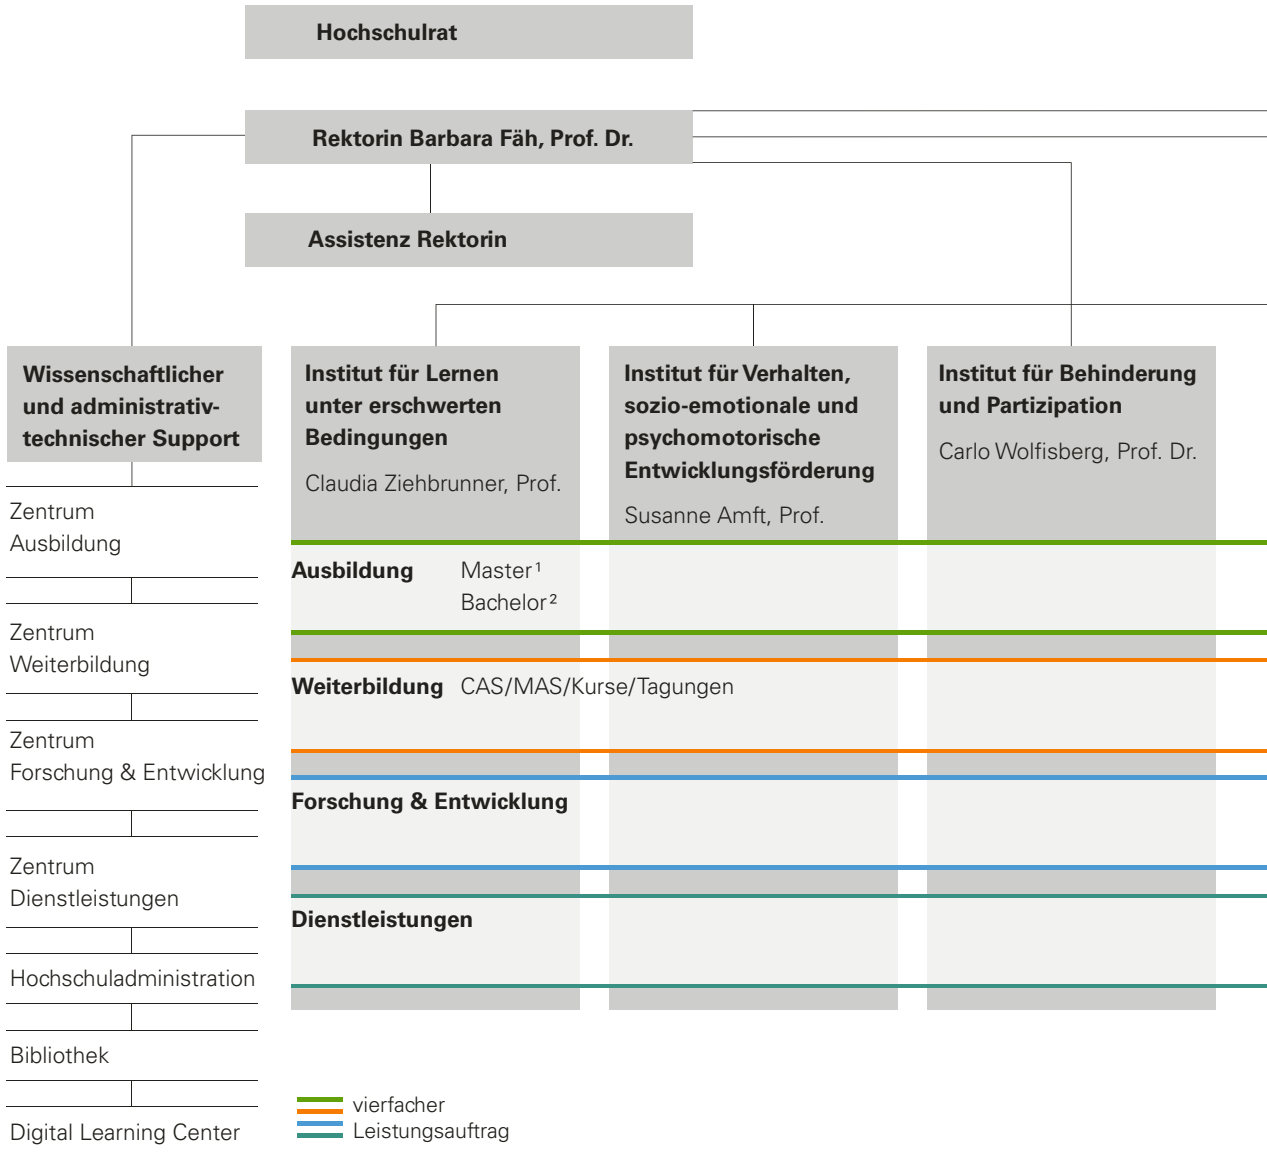 Hochschulrat
Rektorin Barbara Fäh, Prof. Dr.
Assistenz Rektorin
Wissenschaftlicher
und administrativ-
technischer Support
Zentrum
Ausbildung
Zentrum
Weiterbildung
Zentrum
Forschung & Entwicklung
Zentrum
Dienstleistungen
Hochschuladministration
Bibliothek
Digital Learning Center
Institut für Lernen
unter erschwerten
Bedingungen
Claudia Ziehbrunner, Prof.
Institut für Verhalten,
sozio-emotionale und
psychomotorische
Entwicklungsförderung
Susanne Amft, Prof.
Institut für Behinderung
und Partizipation
Carlo Wolfisberg, Prof. Dr.
Ausbildung Master¹
Bachelor²
Weiterbildung CAS/MAS/Kurse/Tagungen
Forschung & Entwicklung
Dienstleistungen
vierfacher
Leistungsauftrag